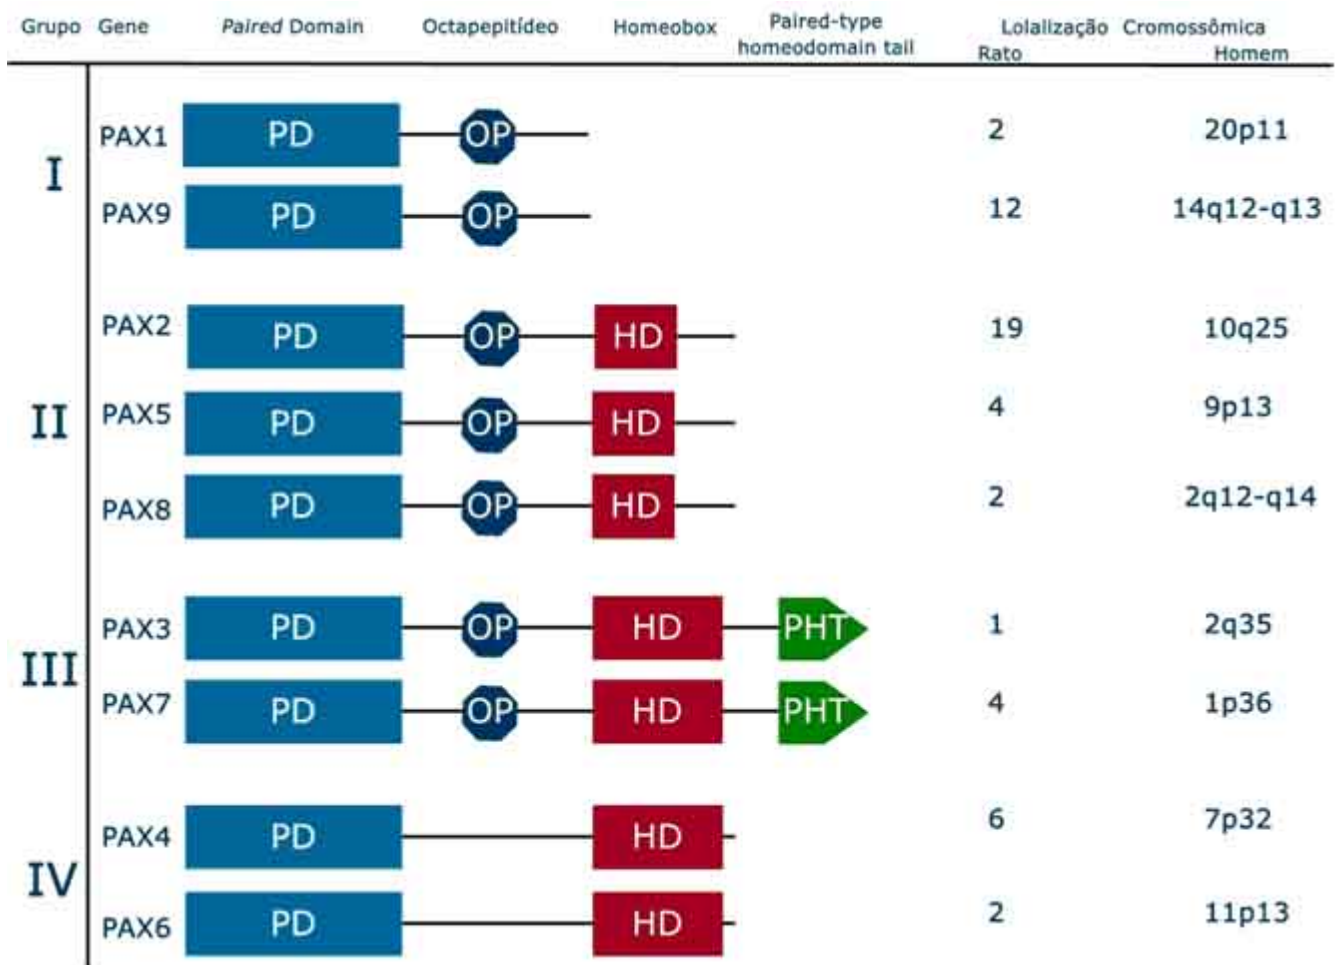 Grupo Gene Paired Domain Octapepitídeo Homeobox Paired-type homeodomain tail Lolalização Cromossômica
Rato Homem
I
PAX1 PD OP 2 20p11
PAX9 PD OP 12 14q12-q13
II
PAX2 PD OP HD 19 10q25
PAX5 PD OP HD 4 9p13
PAX8 PD OP HD 2 2q12-q14
III
PAX3 PD OP HD PHT 1 2q35
PAX7 PD OP HD PHT 4 1p36
IV
PAX4 PD HD 6 7p32
PAX6 PD HD 2 11p13